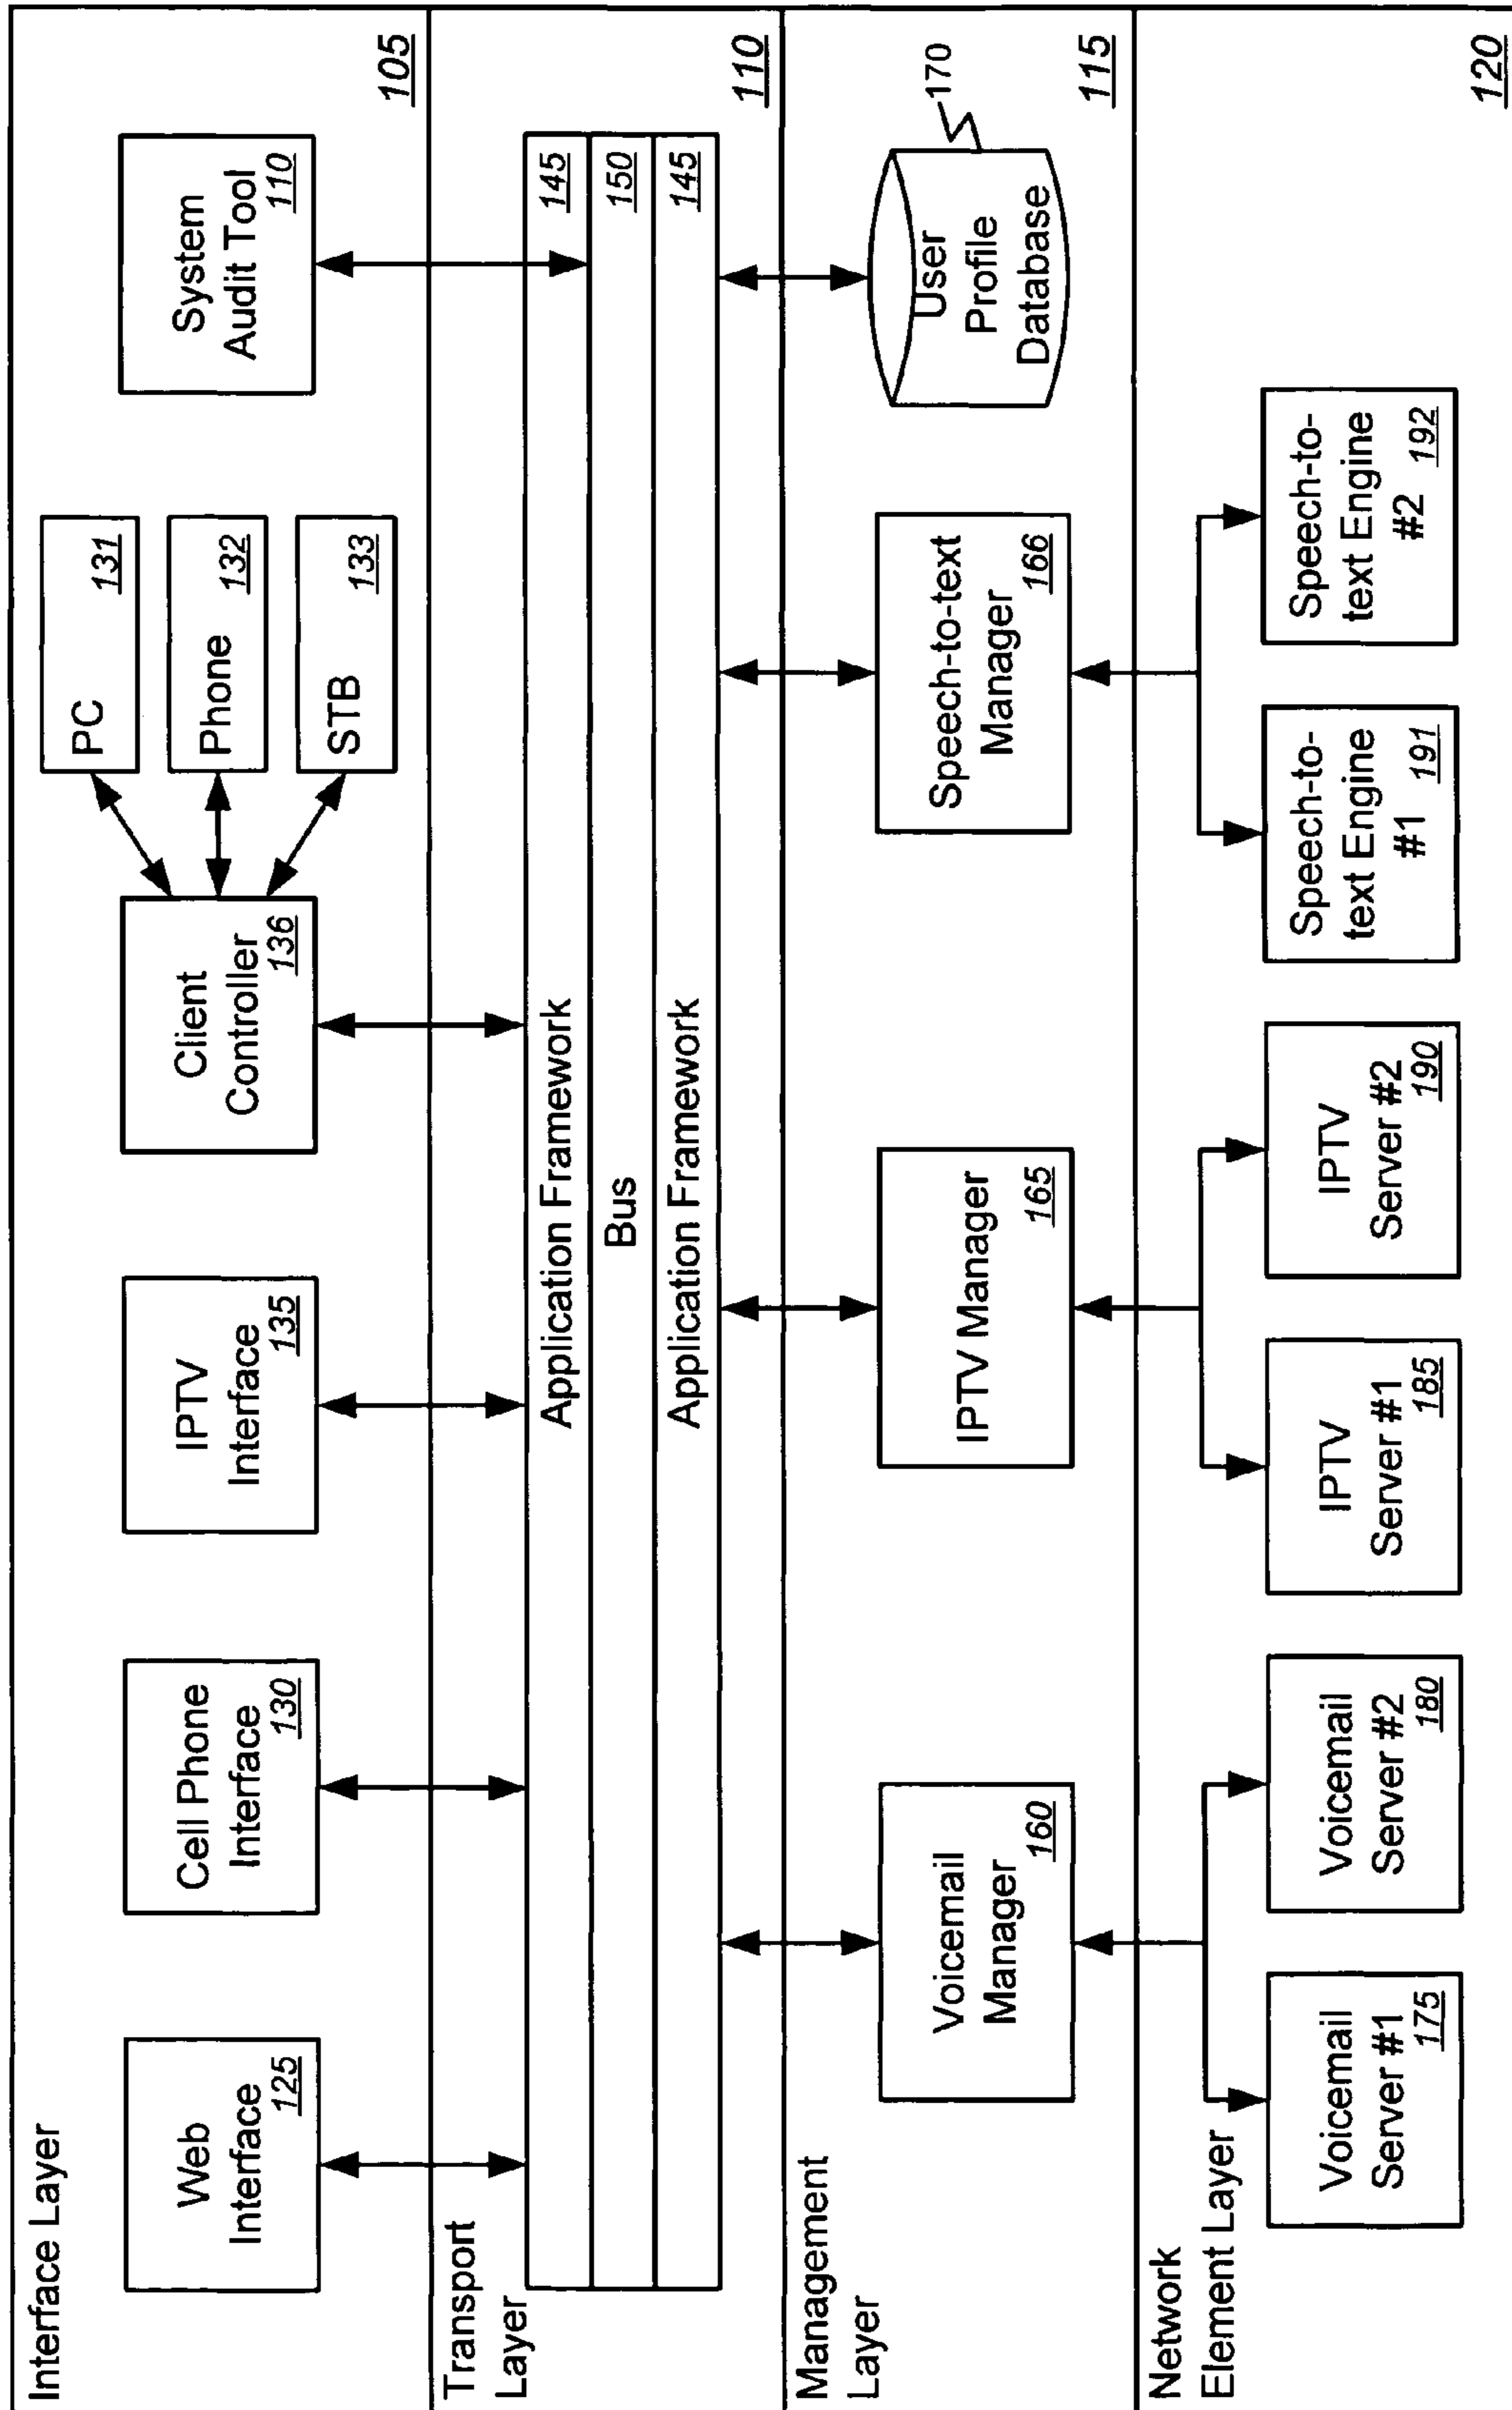 Interface Layer
Web
Interface
125
Cell Phone
Interface
130
IPTV
Interface
135
Client
Controller
136
PC
131
Phone
132
STB
133
System
Audit Tool
110
105
Transport
Layer
Application Framework
145
Bus
150
Application Framework
145
110
Management
Layer
Voicemail
Manager
160
IPTV Manager
165
Speech-to-text
Manager
166
User
Profile
Database
170
115
Network
Element Layer
Voicemail
Server #1
175
Voicemail
Server #2
180
IPTV
Server #1
185
IPTV
Server #2
190
Speech-to-
text Engine
#1
191
Speech-to-
text Engine
#2
192
120